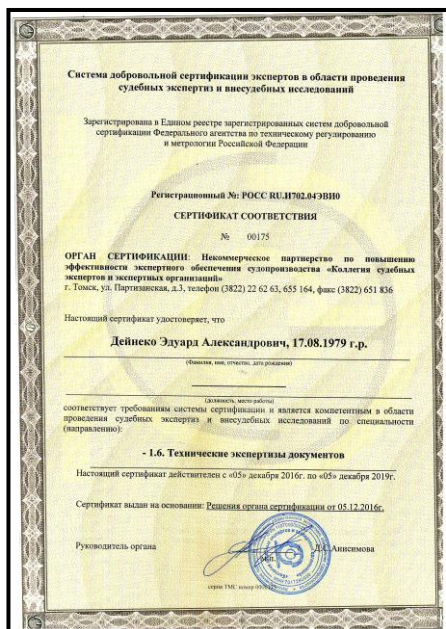 Система добровольной сертификации экспертов в области проведения
судебных экспертиз и внесудебных исследований
Зарегистрирована в Едином реестре зарегистрированных систем добровольной
сертификации Федерального агентства по техническому регулированию
и метрологии Российской Федерации
Регистрационный №: РОСС RU.И702.04ЭВИ0
СЕРТИФИКАТ СООТВЕТСТВИЯ
№ 00175
ОРГАН СЕРТИФИКАЦИИ: Некоммерческое партнерство по повышению
эффективности экспертного обеспечения судопроизводства «Коллегия судебных
экспертов и экспертных организаций»
г. Томск, ул. Партизанская, д.3, телефон (3822) 22 62 63, 655 164, факс (3822) 651 836
Настоящий сертификат удостоверяет, что
Дейнеко Эдуард Александрович, 17.08.1979 г.р.
(Фамилия, имя, отчество, дата рождения)
(должность, место работы)
соответствует требованиям системы сертификации и является компетентным в области
проведения судебных экспертиз и внесудебных исследований по специальности
(направлению):
- 1.6. Технические экспертизы документов
Настоящий сертификат действителен с «05» декабря 2016г. по «05» декабря 2019г.
Сертификат выдан на основании: Решения органа сертификации от 05.12.2016г.
Руководитель органа
Д.С.Анисимова
серия ТМС номер